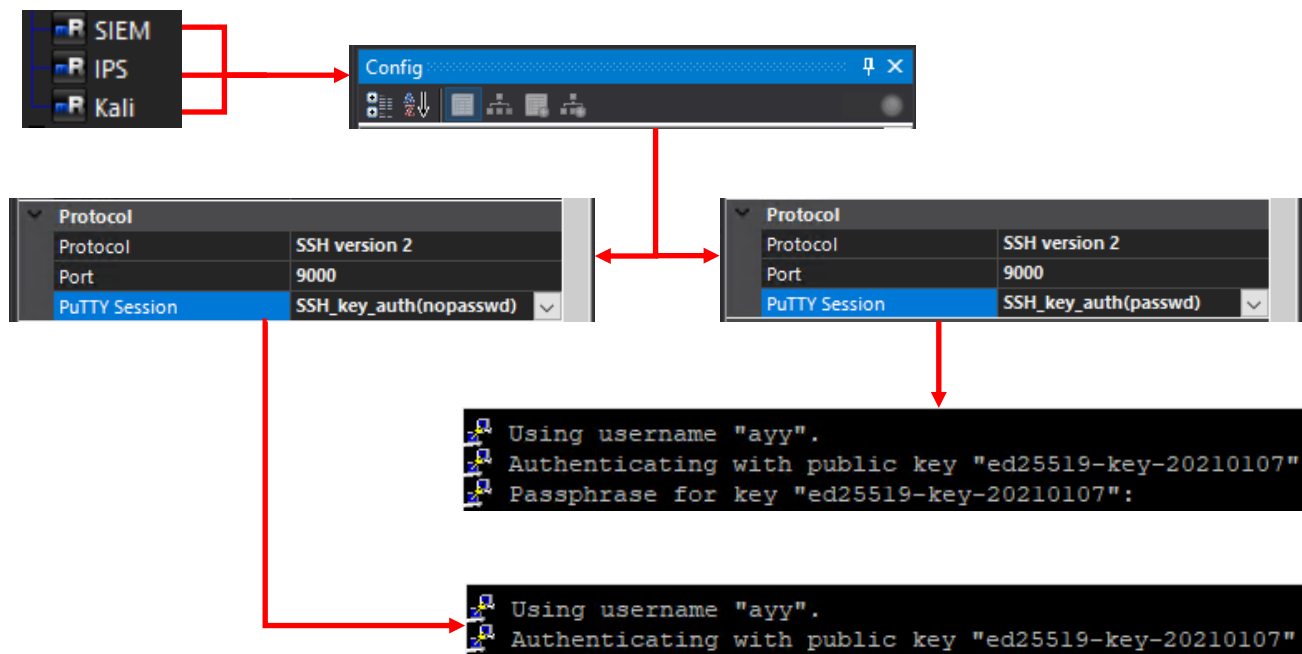 SIEM
IPS
Kali
Config
Protocol
Protocol SSH version 2
Port 9000
PuTTY Session SSH_key_auth(nopasswd)
Protocol
Protocol SSH version 2
Port 9000
PuTTY Session SSH_key_auth(passwd)
Using username "ayy".
Authenticating with public key "ed25519-key-20210107"
Passphrase for key "ed25519-key-20210107":
Using username "ayy".
Authenticating with public key "ed25519-key-20210107"